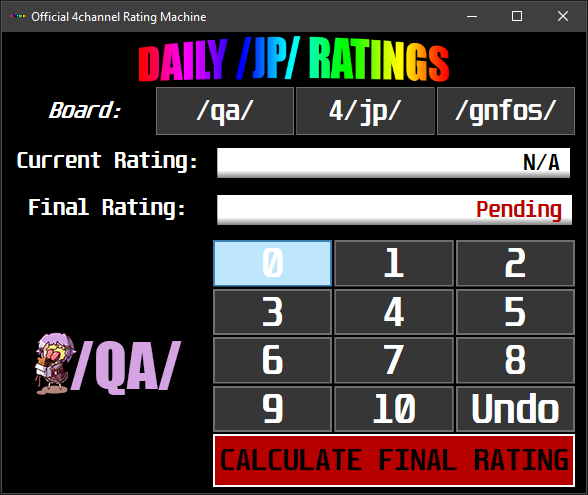 Official 4channel Rating Machine
DAILY /JP/ RATINGS
Board: /qa/ 4/jp/ /gnfos/
Current Rating: N/A
Final Rating: Pending
0 1 2
3 4 5
6 7 8
/QA/
9 10 Undo
CALCULATE FINAL RATING